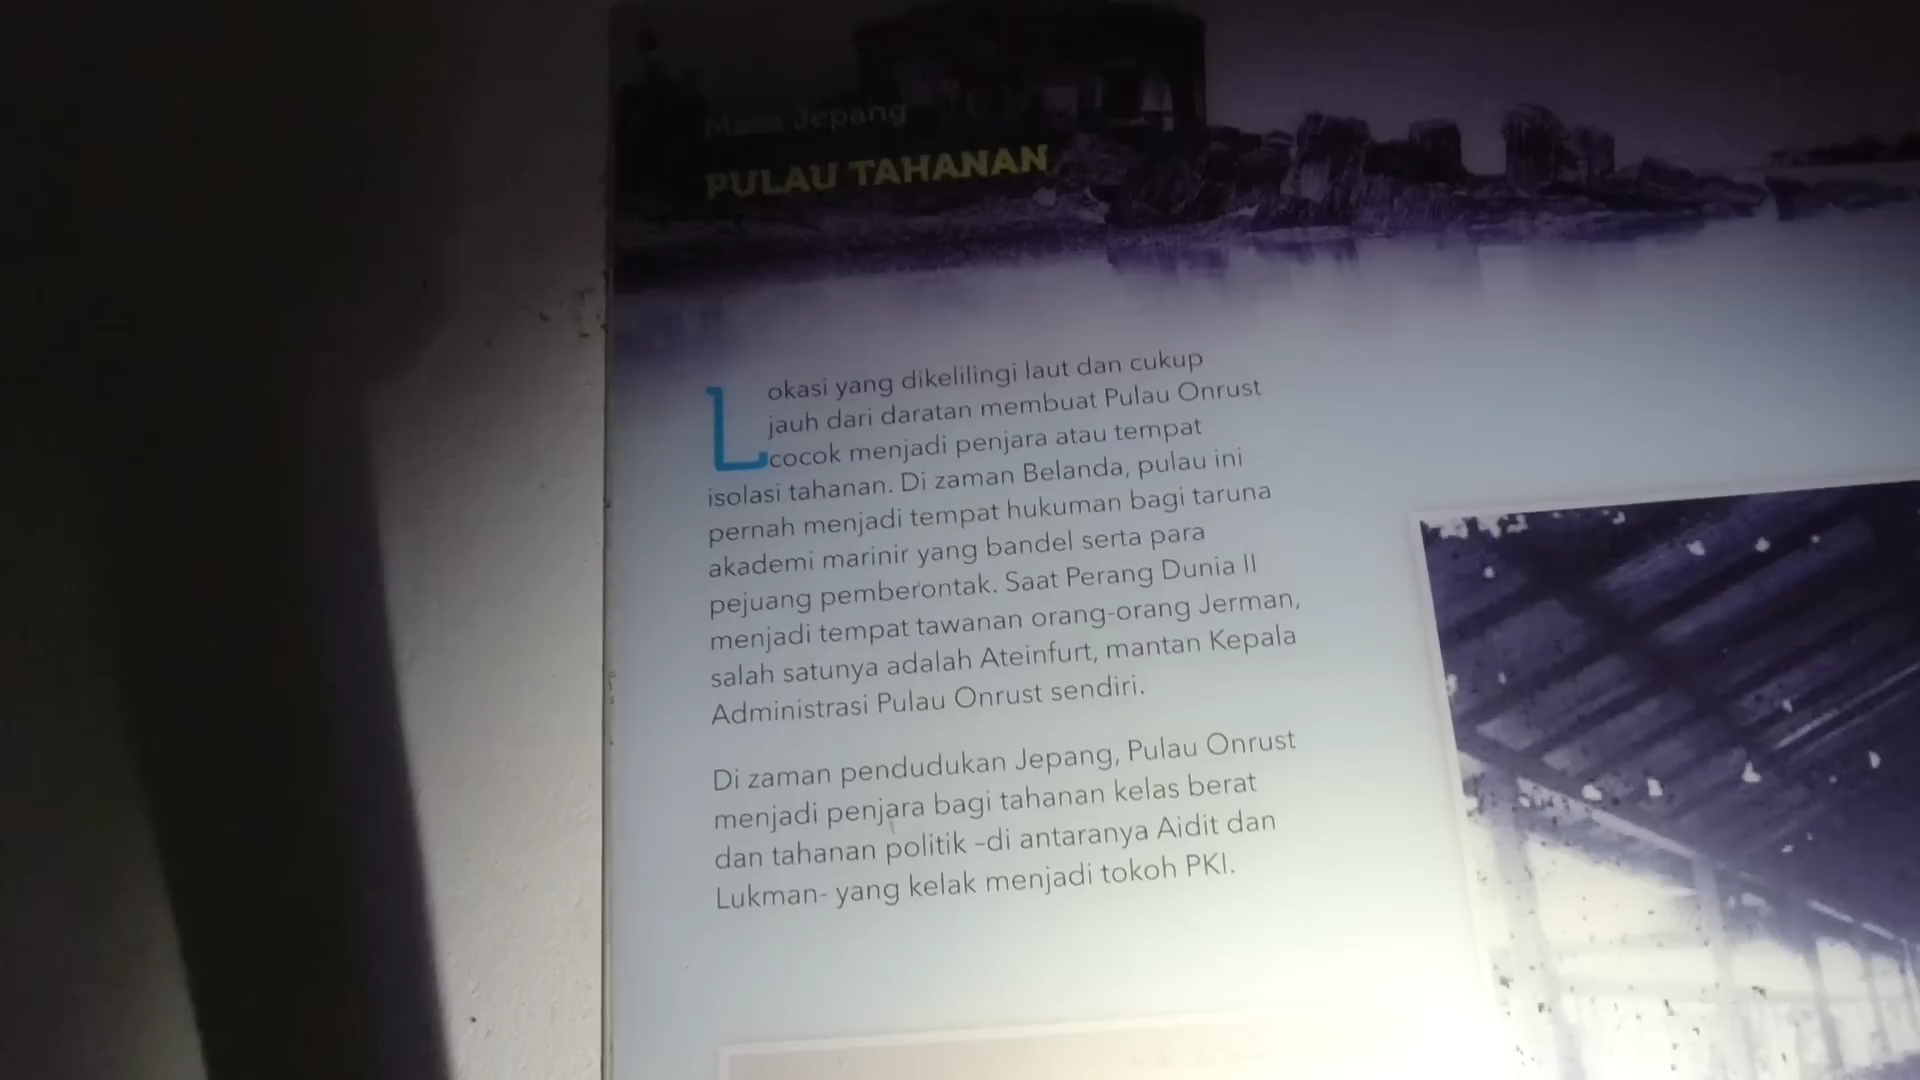 Masa Jepang
PULAU TAHANAN
Lokasi yang dikelilingi laut dan cukup
jauh dari daratan membuat Pulau Onrust
cocok menjadi penjara atau tempat
isolasi tahanan. Di zaman Belanda, pulau ini
pernah menjadi tempat hukuman bagi taruna
akademi marinir yang bandel serta para
pejuang pemberontak. Saat Perang Dunia II
menjadi tempat tawanan orang-orang Jerman,
salah satunya adalah Ateinfurt, mantan Kepala
Administrasi Pulau Onrust sendiri.
Di zaman pendudukan Jepang, Pulau Onrust
menjadi penjara bagi tahanan kelas berat
dan tahanan politik –di antaranya Aidit dan
Lukman- yang kelak menjadi tokoh PKI.